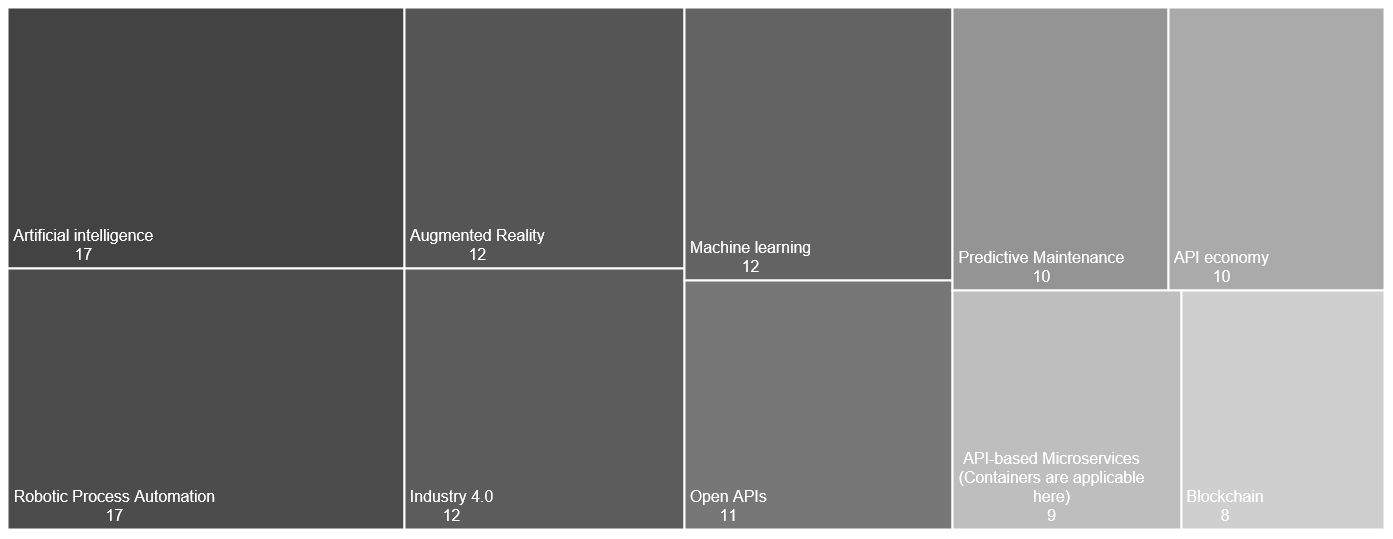 Artificial intelligence
17
Augmented Reality
12
Machine learning
12
Predictive Maintenance
10
API economy
10
Robotic Process Automation
17
Industry 4.0
12
Open APIs
11
API-based Microservices
(Containers are applicable
here)
9
Blockchain
8